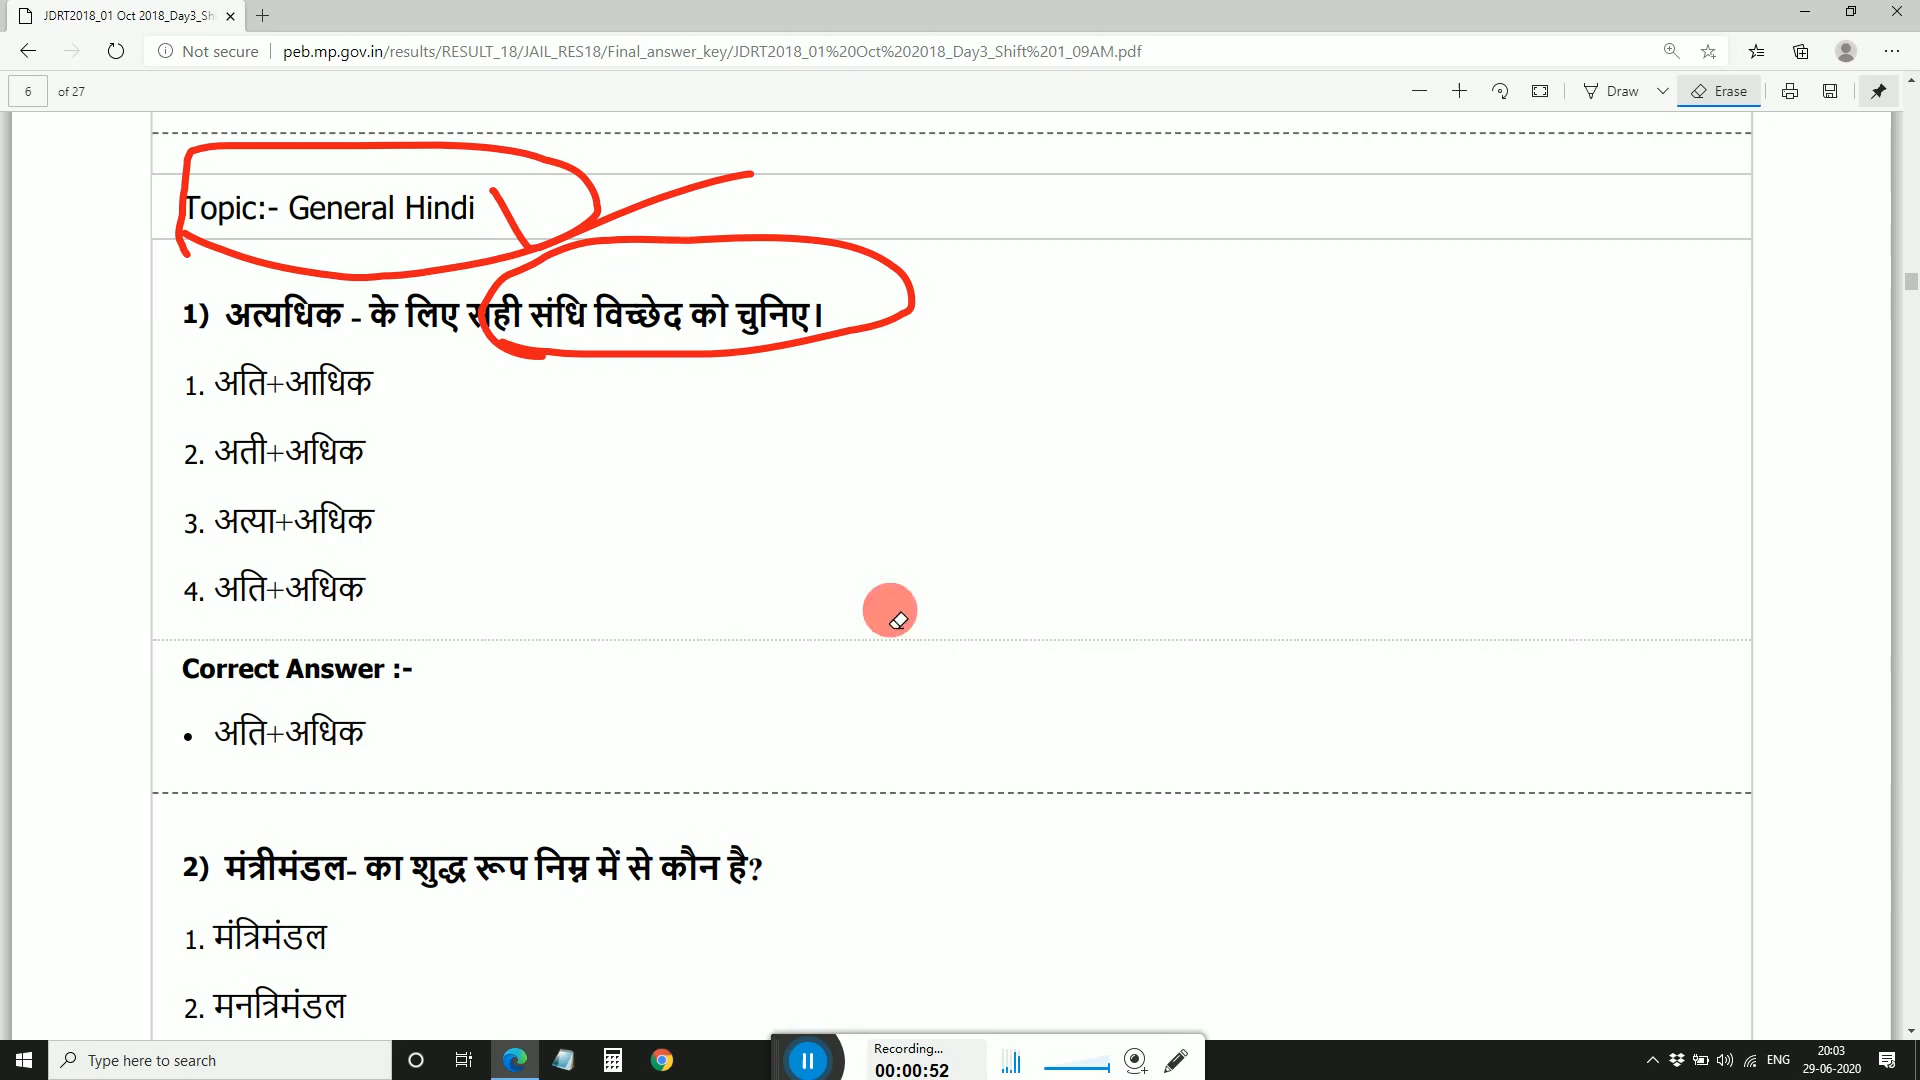 JDRT2018_01 Oct 2018_Day3_Sh
Not secure
peb.mp.gov.in/results/RESULT_18/JAIL_RES18/Final_answer_key/JDRT2018_01%20Oct%202018_Day3_Shift%201_09AM.pdf
6 of 27 Draw Erase
Topic:- General Hindi
1) अत्यधिक - के लिए सही संधि विच्छेद को चुनिए।
1. अति+आधिक
2. अती+अधिक
3. अत्या+अधिक
4. अति+अधिक
Correct Answer :-
• अति+अधिक
2) मंत्रीमंडल- का शुद्ध रूप निम्न में से कौन है?
1. मंत्रिमंडल
2. मनत्रिमंडल
Type here to search
Recording...
00:00:52
ENG
20:03
29-06-2020